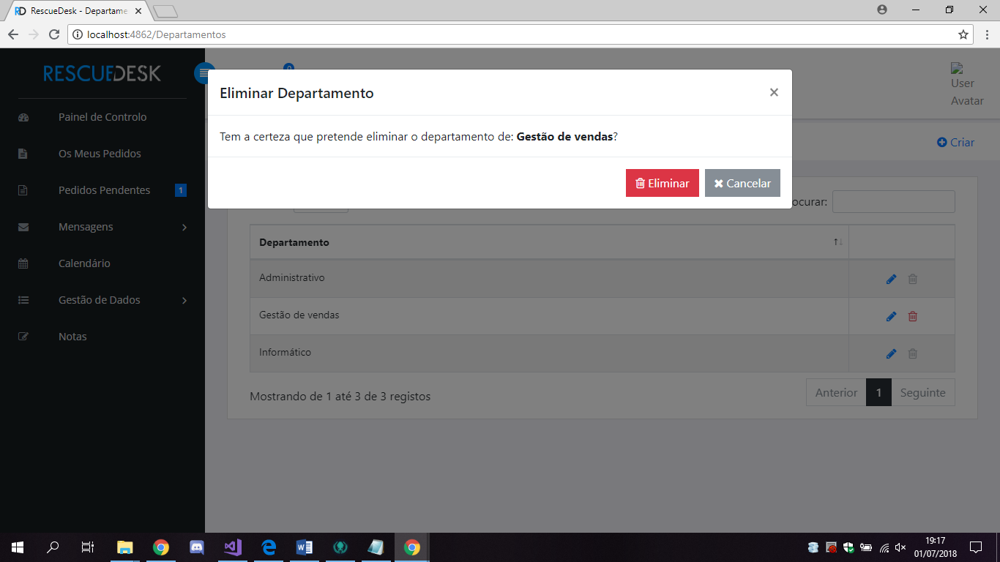 RD RescueDesk - Departame
localhost:4862/Departamentos
RESCUEDESK
0
User
Avatar
Eliminar Departamento
×
Tem a certeza que pretende eliminar o departamento de: Gestão de vendas?
Eliminar
Cancelar
Painel de Controlo
Os Meus Pedidos
Pedidos Pendentes 1
Mensagens
Calendário
Gestão de Dados
Notas
Criar
ocurar:
Departamento
Administrativo
Gestão de vendas
Informático
Mostrando de 1 até 3 de 3 registos
Anterior 1 Seguinte
19:17
01/07/2018